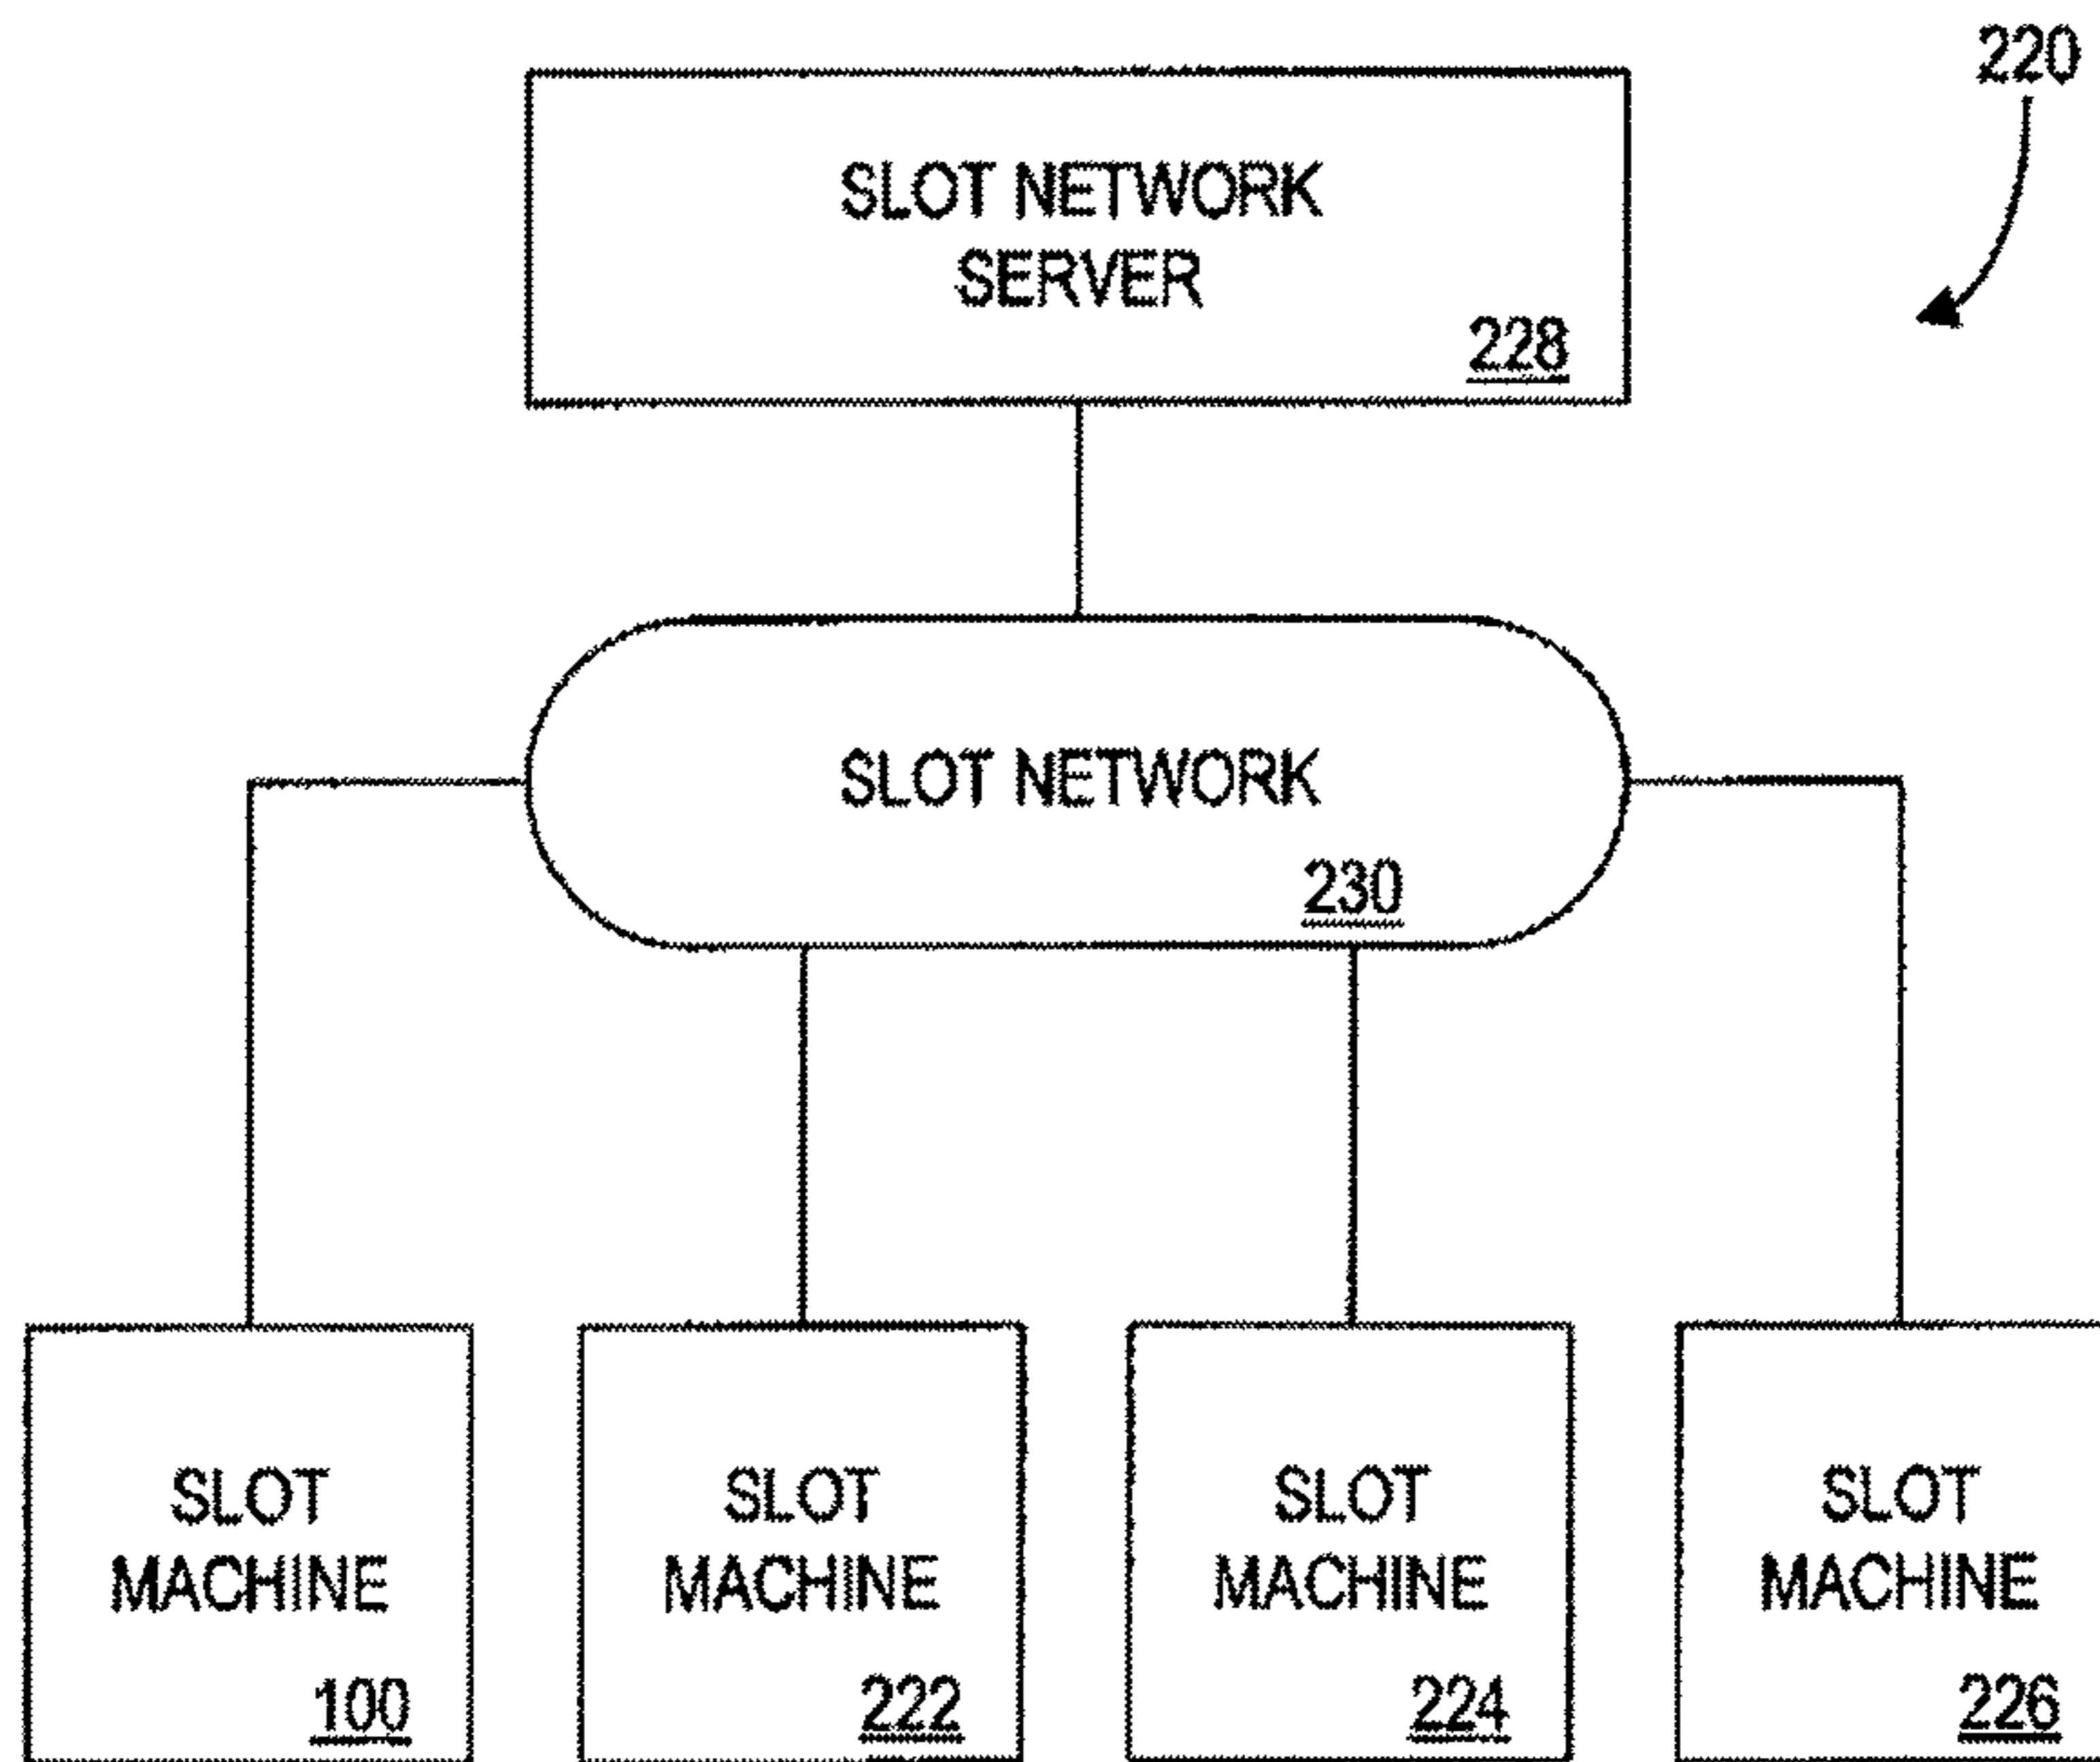 220
SLOT NETWORK
SERVER
228
SLOT NETWORK
230
SLOT
MACHINE
100
SLOT
MACHINE
222
SLOT
MACHINE
224
SLOT
MACHINE
226